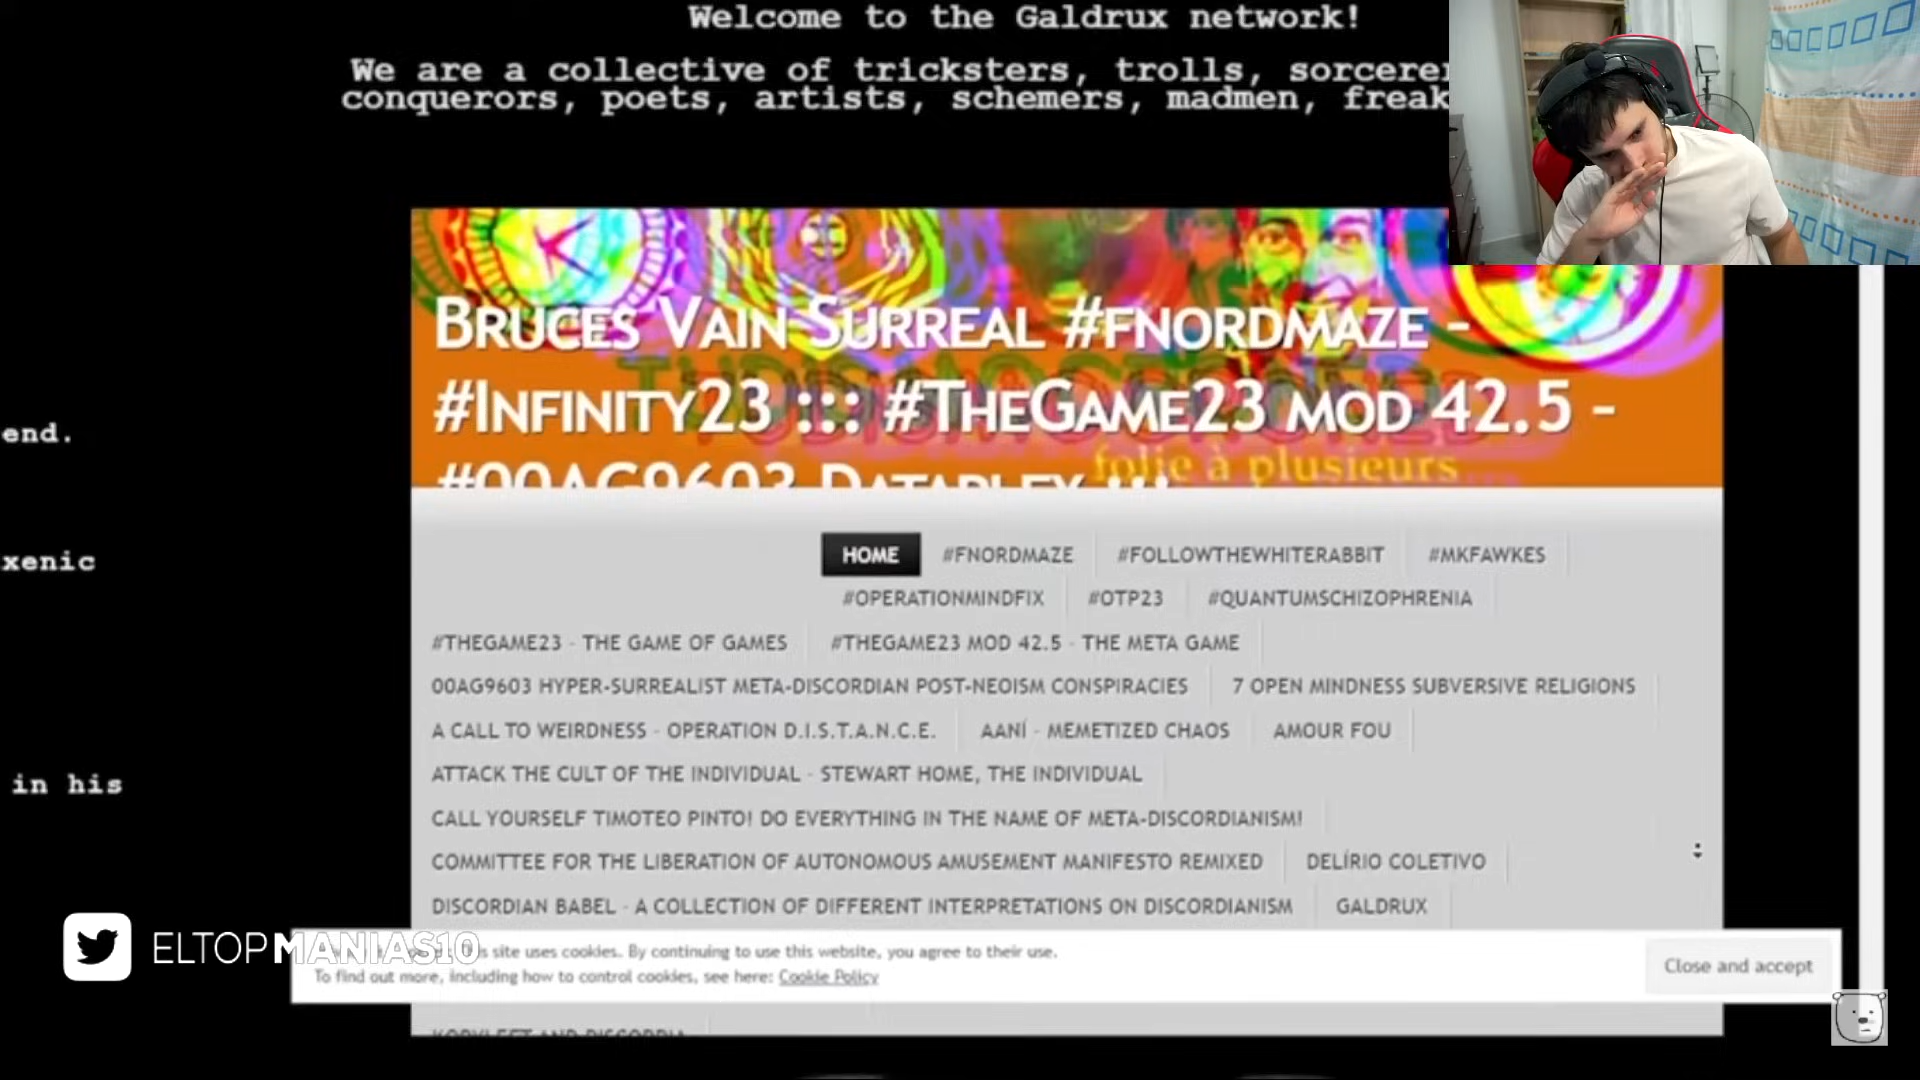 Welcome to the Galdrux network!
We are a collective of tricksters, trolls,
conquerors, poets, artists, schemers, madmen,
BRUCES VAIN SURREAL #FNORDMAZE -
#INFINITY23 ::: #THEGAME23 MOD 42.5 -
#00AG9603 DATAPLEX :::
folie à plusieurs
end.
HOME #FNORDMAZE #FOLLOWTHEWHITERABBIT #MKFAWKES
xenic
#OPERATIONMINDFIX #OTP23 #QUANTUMSCHIZOPHRENIA
#THEGAME23 - THE GAME OF GAMES #THEGAME23 MOD 42.5 - THE META GAME
00AG9603 HYPER-SURREALIST META-DISCORDIAN POST-NEOISM CONSPIRACIES 7 OPEN MINDNESS SUBVERSIVE RELIGIONS
A CALL TO WEIRDNESS - OPERATION D.I.S.T.A.N.C.E. AANÍ - MEMETIZED CHAOS AMOUR FOU
ATTACK THE CULT OF THE INDIVIDUAL - STEWART HOME, THE INDIVIDUAL
in his
CALL YOURSELF TIMOTEO PINTO! DO EVERYTHING IN THE NAME OF META-DISCORDIANISM!
COMMITTEE FOR THE LIBERATION OF AUTONOMOUS AMUSEMENT MANIFESTO REMIXED DELÍRIO COLETIVO
DISCORDIAN BABEL - A COLLECTION OF DIFFERENT INTERPRETATIONS ON DISCORDIANISM GALDRUX
ELTOPMANIAS10
site uses cookies. By continuing to use this website, you agree to their use.
To find out more, including how to control cookies, see here: Cookie Policy
Close and accept
KOPYLEFT AND DISCORDIA